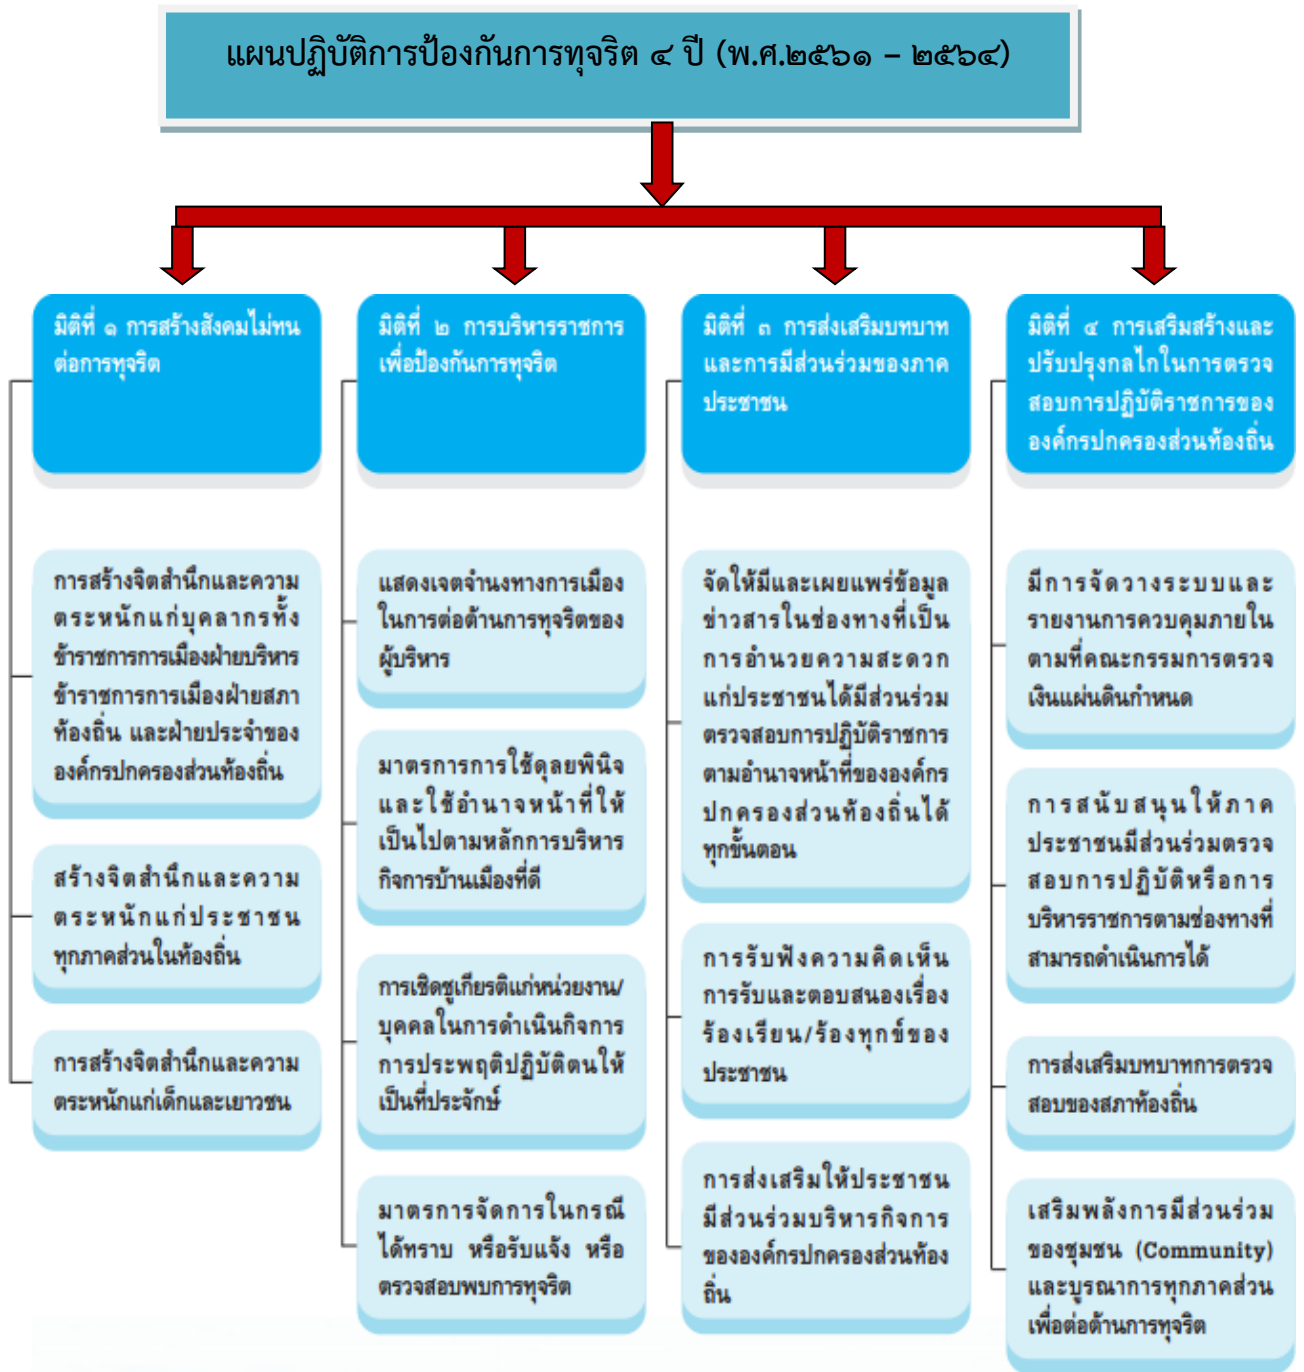 แผนปฏิบัติการป้องกันการทุจริต ๔ ปี (พ.ศ.๒๕๖๑ – ๒๕๖๔)
มิติที่ ๑ การสร้างสังคมไม่ทน
ต่อการทุจริต
การสร้างจิตสำนึกและความ
ตระหนักแก่บุคลากรทั้ง
ข้าราชการการเมืองฝ่ายบริหาร
ข้าราชการการเมืองฝ่ายสภา
ท้องถิ่น และฝ่ายประจำของ
องค์กรปกครองส่วนท้องถิ่น
สร้างจิตสำนึกและความ
ตระหนักแก่ประชาชน
ทุกภาคส่วนในท้องถิ่น
การสร้างจิตสำนึกและความ
ตระหนักแก่เด็กและเยาวชน
มิติที่ ๒ การบริหารราชการ
เพื่อป้องกันการทุจริต
แสดงเจตจำนงทางการเมือง
ในการต่อต้านการทุจริตของ
ผู้บริหาร
มาตรการการใช้ดุลยพินิจ
และใช้อำนาจหน้าที่ให้
เป็นไปตามหลักการบริหาร
กิจการบ้านเมืองที่ดี
การเชิดชูเกียรติแก่หน่วยงาน/
บุคคลในการดำเนินกิจการ
การประพฤติปฏิบัติตนให้
เป็นที่ประจักษ์
มาตรการจัดการในกรณี
ได้ทราบ หรือรับแจ้ง หรือ
ตรวจสอบพบการทุจริต
มิติที่ ๓ การส่งเสริมบทบาท
และการมีส่วนร่วมของภาค
ประชาชน
จัดให้มีและเผยแพร่ข้อมูล
ข่าวสารในช่องทางที่เป็น
การอำนวยความสะดวก
แก่ประชาชนได้มีส่วนร่วม
ตรวจสอบการปฏิบัติราชการ
ตามอำนาจหน้าที่ขององค์กร
ปกครองส่วนท้องถิ่นได้
ทุกขั้นตอน
การรับฟังความคิดเห็น
การรับและตอบสนองเรื่อง
ร้องเรียน/ร้องทุกข์ของ
ประชาชน
การส่งเสริมให้ประชาชน
มีส่วนร่วมบริหารกิจการ
ขององค์กรปกครองส่วนท้อง
ถิ่น
มิติที่ ๔ การเสริมสร้างและ
ปรับปรุงกลไกในการตรวจ
สอบการปฏิบัติราชการของ
องค์กรปกครองส่วนท้องถิ่น
มีการจัดวางระบบและ
รายงานการควบคุมภายใน
ตามที่คณะกรรมการตรวจ
เงินแผ่นดินกำหนด
การสนับสนุนให้ภาค
ประชาชนมีส่วนร่วมตรวจ
สอบการปฏิบัติหรือการ
บริหารราชการตามช่องทางที่
สามารถดำเนินการได้
การส่งเสริมบทบาทการตรวจ
สอบของสภาท้องถิ่น
เสริมพลังการมีส่วนร่วม
ของชุมชน (Community)
และบูรณาการทุกภาคส่วน
เพื่อต่อต้านการทุจริต